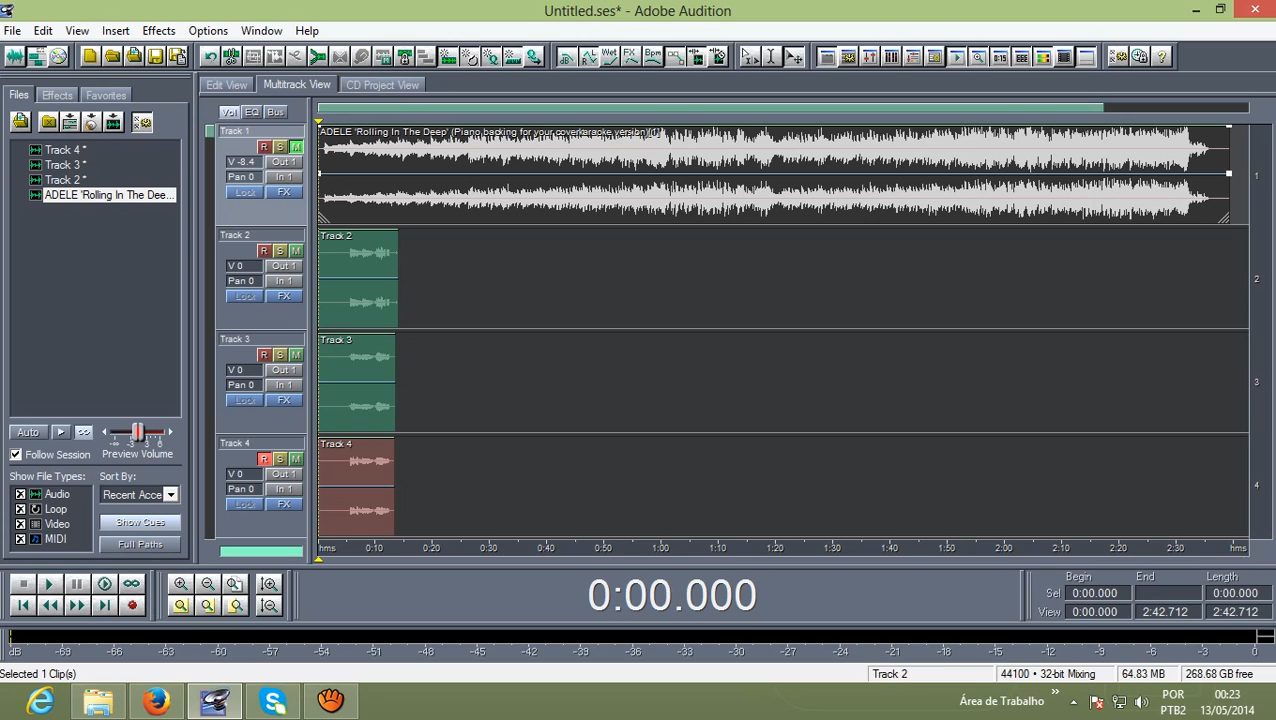 Untitled.ses* - Adobe Audition
File Edit View Insert Effects Options Window Help
Files Effects Favorites
Edit View Multitrack View CD Project View
Vol EQ Bus
Track 4 *
Track 3 *
Track 2 *
ADELE 'Rolling In The Dee...
Auto
Follow Session
Preview Volume
Show File Types:
Sort By:
Audio
Loop
Video
MIDI
Recent Acce
Show Cues
Full Paths
Track 1
R S M
V -8.4 Out 1
Pan 0 In 1
Lock FX
ADELE 'Rolling In The Deep' (Piano backing for your cover/karaoke version)
1
Track 2
R S M
V 0 Out 1
Pan 0 In 1
Lock FX
Track 2
2
Track 3
R S M
V 0 Out 1
Pan 0 In 1
Lock FX
Track 3
3
Track 4
R S M
V 0 Out 1
Pan 0 In 1
Lock FX
Track 4
4
hms 0:10 0:20 0:30 0:40 0:50 1:00 1:10 1:20 1:30 1:40 1:50 2:00 2:10 2:20 2:30 hms
0:00.000
Begin End Length
Sel 0:00.000 0:00.000
View 0:00.000 2:42.712 2:42.712
dB -69 -66 -63 -60 -57 -54 -51 -48 -45 -42 -39 -36 -33 -30 -27 -24 -21 -18 -15 -12 -9 -6 -3 0
Selected 1 Clip(s)
Track 2
44100 • 32-bit Mixing
64.83 MB
268.68 GB free
Área de Trabalho
POR
PTB2
00:23
13/05/2014